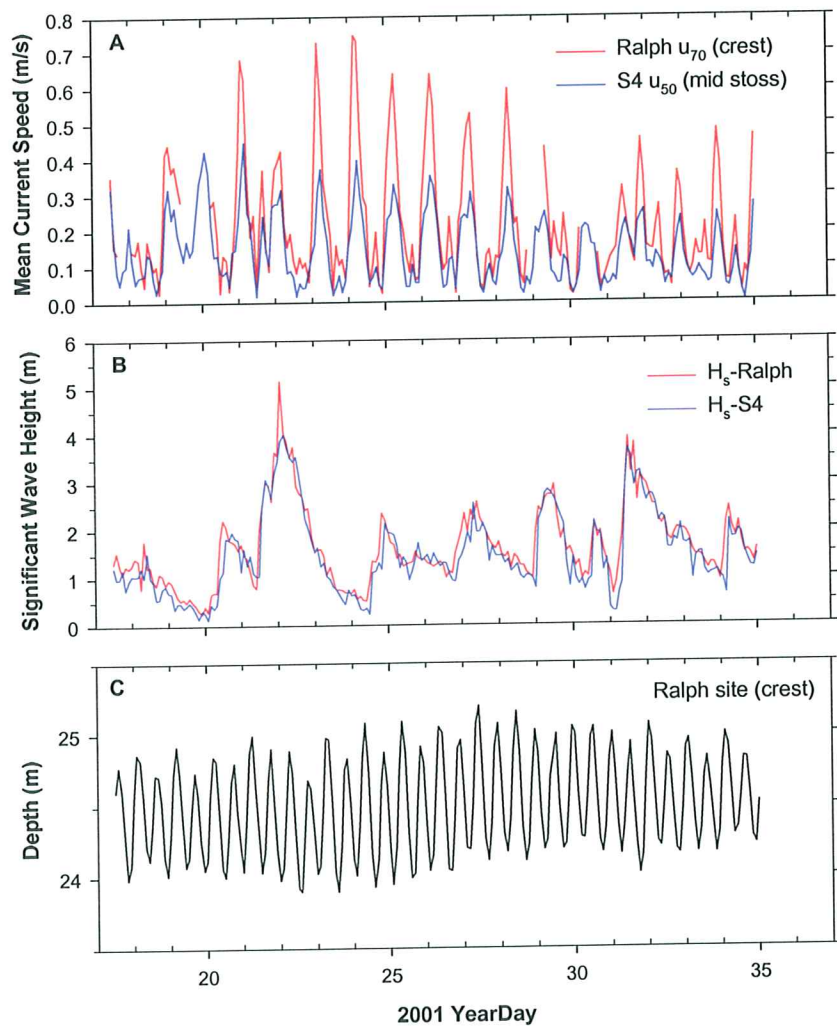 A
Mean Current Speed (m/s)
0.8
0.7
0.6
0.5
0.4
0.3
0.2
0.1
0.0
Ralph u70 (crest)
S4 u50 (mid stoss)
B
Significant Wave Height (m)
6
5
4
3
2
1
0
Hs-Ralph
Hs-S4
C
Ralph site (crest)
Depth (m)
25
24
20
25
30
35
2001 YearDay